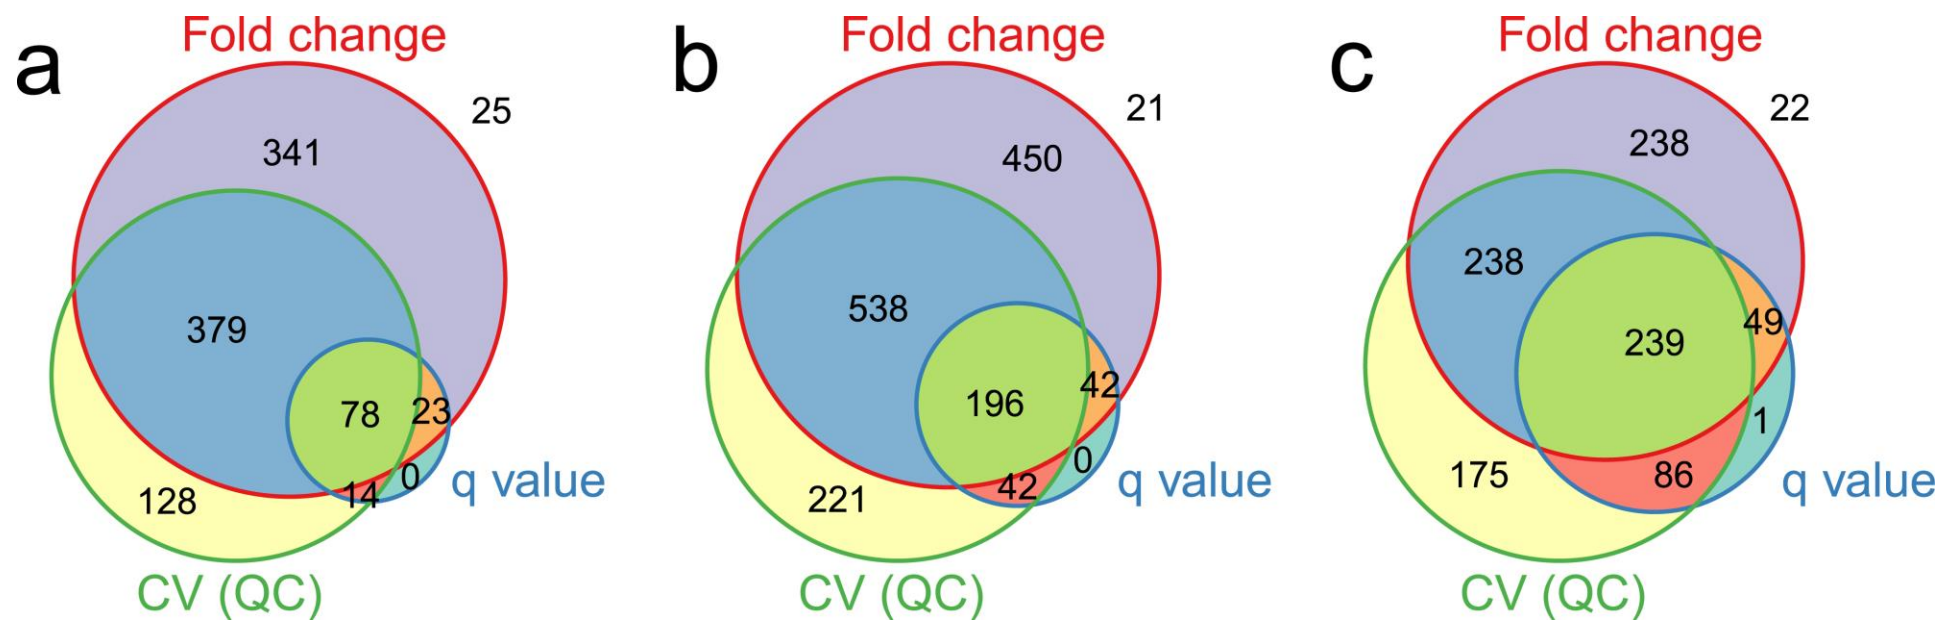 a
Fold change
25
341
379
78
23
0
14
128
q value
CV (QC)
b
Fold change
21
450
538
196
42
0
42
221
q value
CV (QC)
c
Fold change
22
238
238
239
49
1
86
175
q value
CV (QC)